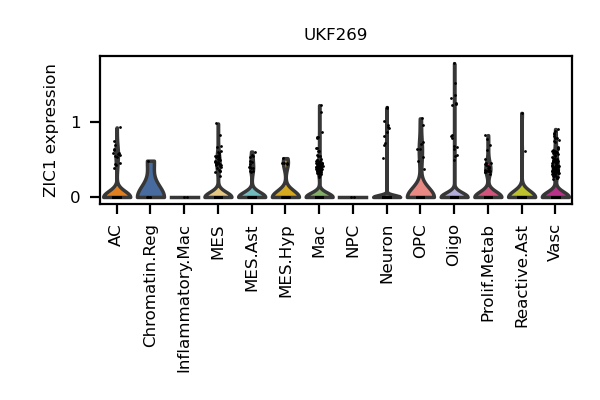 UKF269
ZIC1 expression
1
0
AC
Chromatin.Reg
Inflammatory.Mac
MES
MES.Ast
MES.Hyp
Mac
NPC
Neuron
OPC
Oligo
Prolif.Metab
Reactive.Ast
Vasc